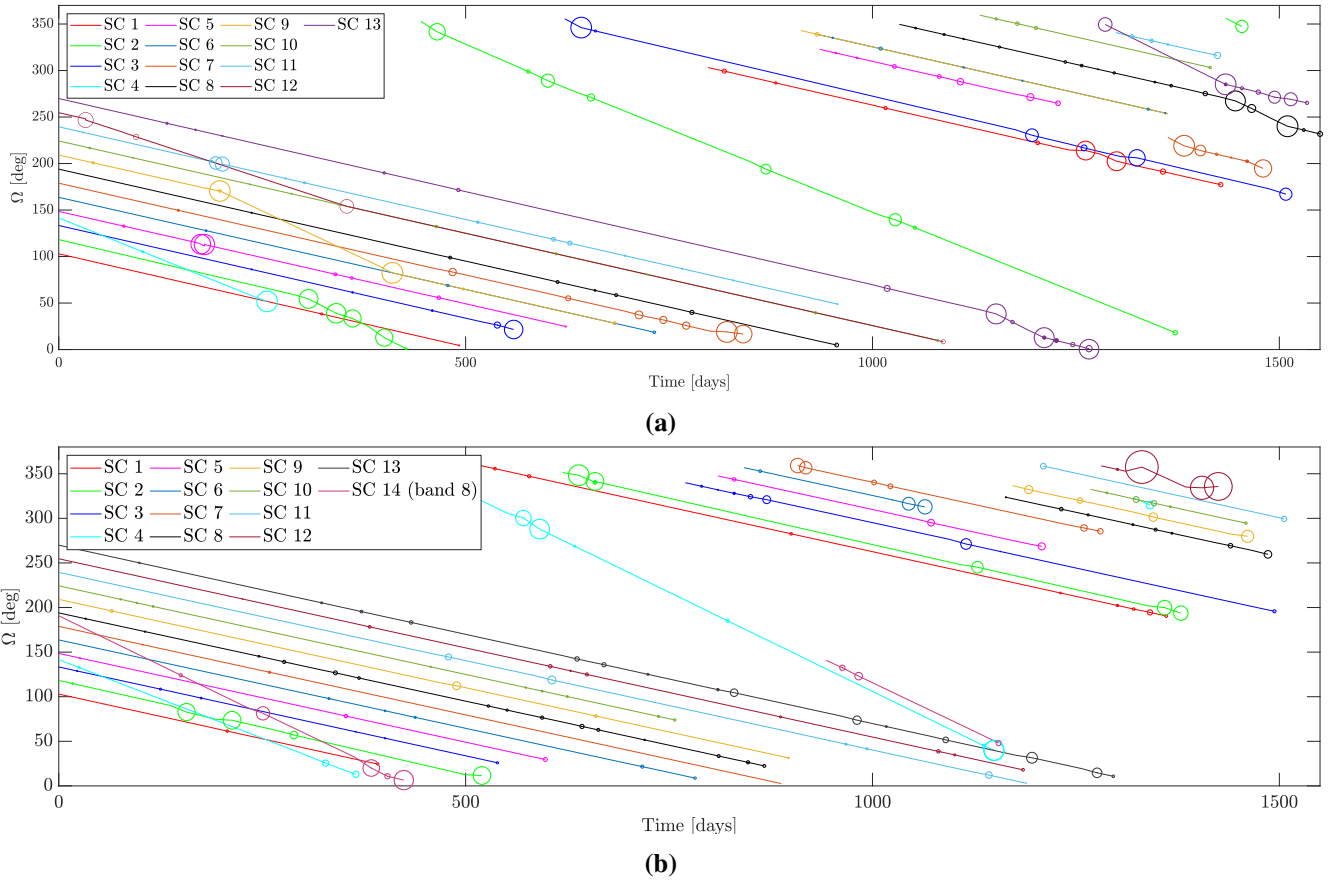 350
300
250
200
150
100
50
0
Ω [deg]
SC 1 SC 5 SC 9 SC 13
SC 2 SC 6 SC 10
SC 3 SC 7 SC 11
SC 4 SC 8 SC 12
0 500 1000 1500
Time [days]
(a)
350
300
250
200
150
100
50
0
Ω [deg]
SC 1 SC 5 SC 9 SC 13
SC 2 SC 6 SC 10 SC 14 (band 8)
SC 3 SC 7 SC 11
SC 4 SC 8 SC 12
0 500 1000 1500
Time [days]
(b)